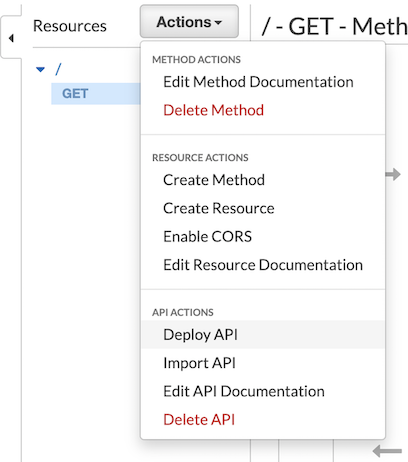 Resources
Actions
/ - GET - Meth
METHOD ACTIONS
/
Edit Method Documentation
GET
Delete Method
RESOURCE ACTIONS
Create Method
Create Resource
Enable CORS
Edit Resource Documentation
API ACTIONS
Deploy API
Import API
Edit API Documentation
Delete API